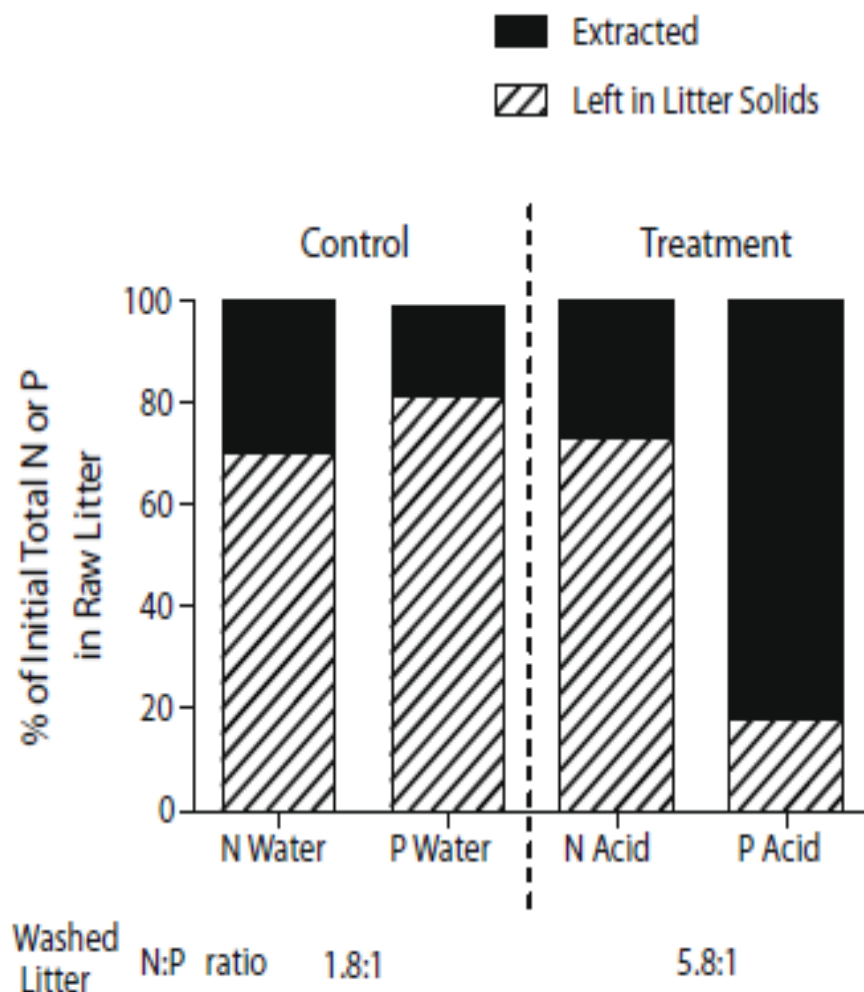 Extracted
Left in Litter Solids
Control
Treatment
% of Initial Total N or P
in Raw Litter
100
80
60
40
20
0
N Water P Water N Acid P Acid
Washed
Litter
N:P ratio 1.8:1 5.8:1